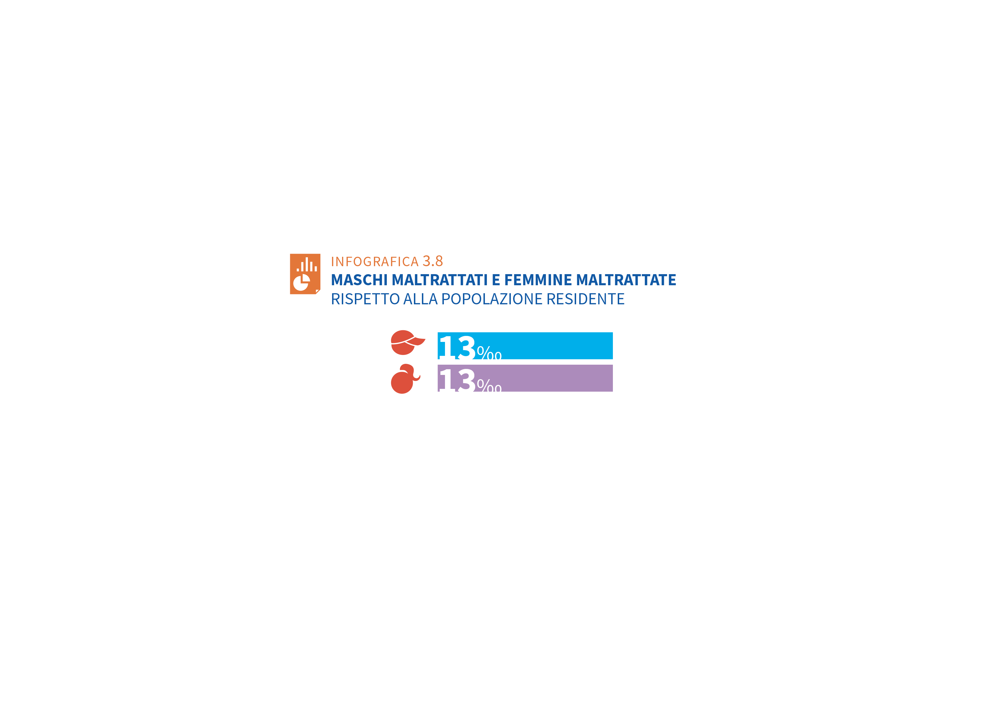 INFOGRAFICA 3.8
MASCHI MALTRATTATI E FEMMINE MALTRATTATE
RISPETTO ALLA POPOLAZIONE RESIDENTE
13‰
13‰